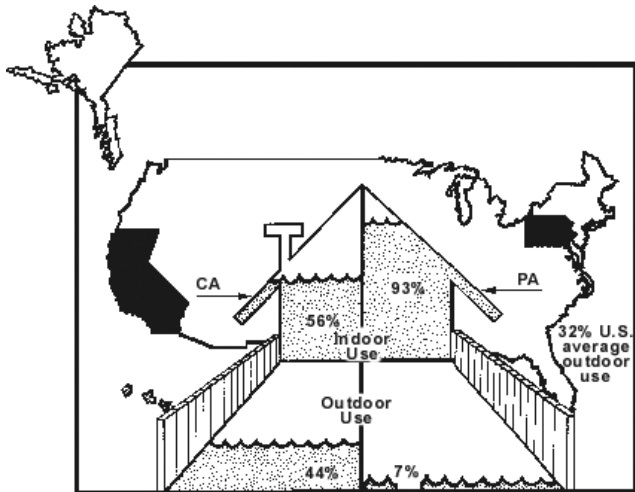 CA
PA
93%
56%
Indoor
Use
32% U.S.
average
outdoor
use
Outdoor
Use
44%
7%